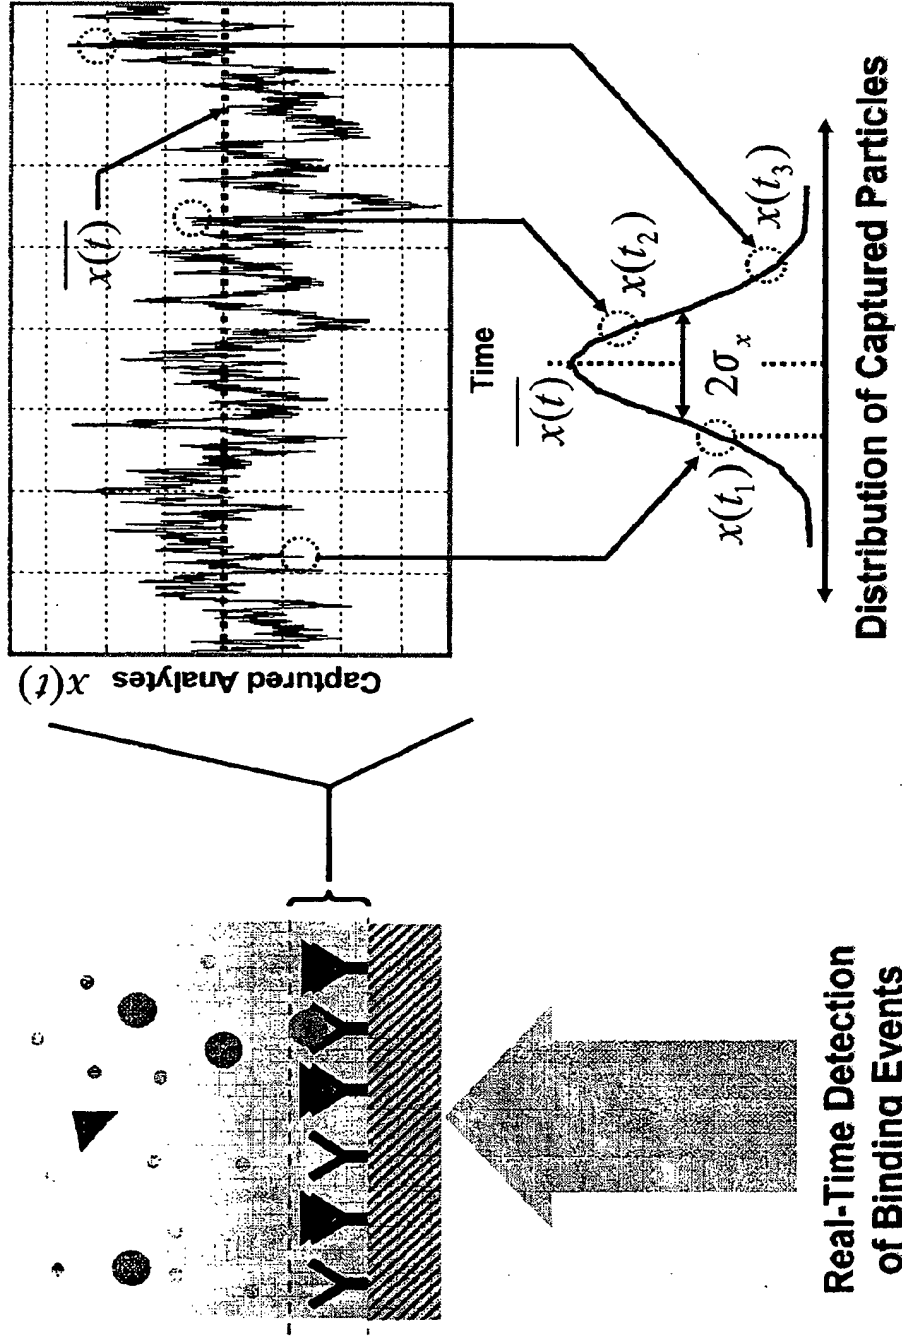 Captured Analytes x(t)
x(t)
Time
x(t)
x(t₂)
2σₓ
x(t₁)
x(t₃)
Distribution of Captured Particles
Real-Time Detection
of Binding Events